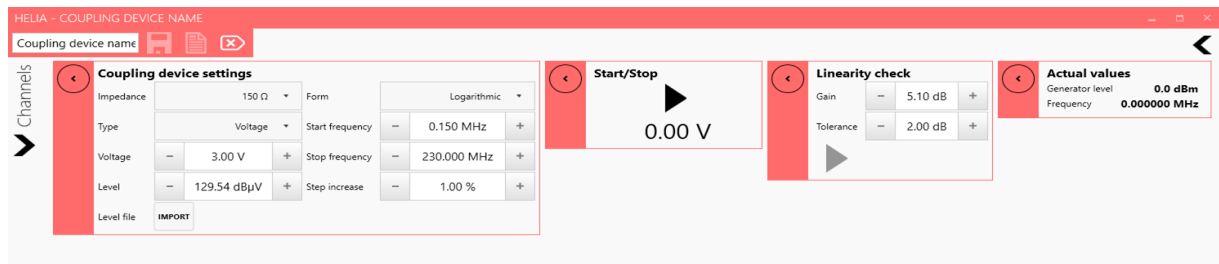 HELIA - COUPLING DEVICE NAME
Coupling device name
Channels
Coupling device settings
Impedance 150 Ω Form Logarithmic
Type Voltage Start frequency - 0.150 MHz +
Voltage - 3.00 V + Stop frequency - 230.000 MHz +
Level - 129.54 dBμV + Step increase - 1.00 % +
Level file IMPORT
Start/Stop
0.00 V
Linearity check
Gain - 5.10 dB +
Tolerance - 2.00 dB +
Actual values
Generator level 0.0 dBm
Frequency 0.000000 MHz